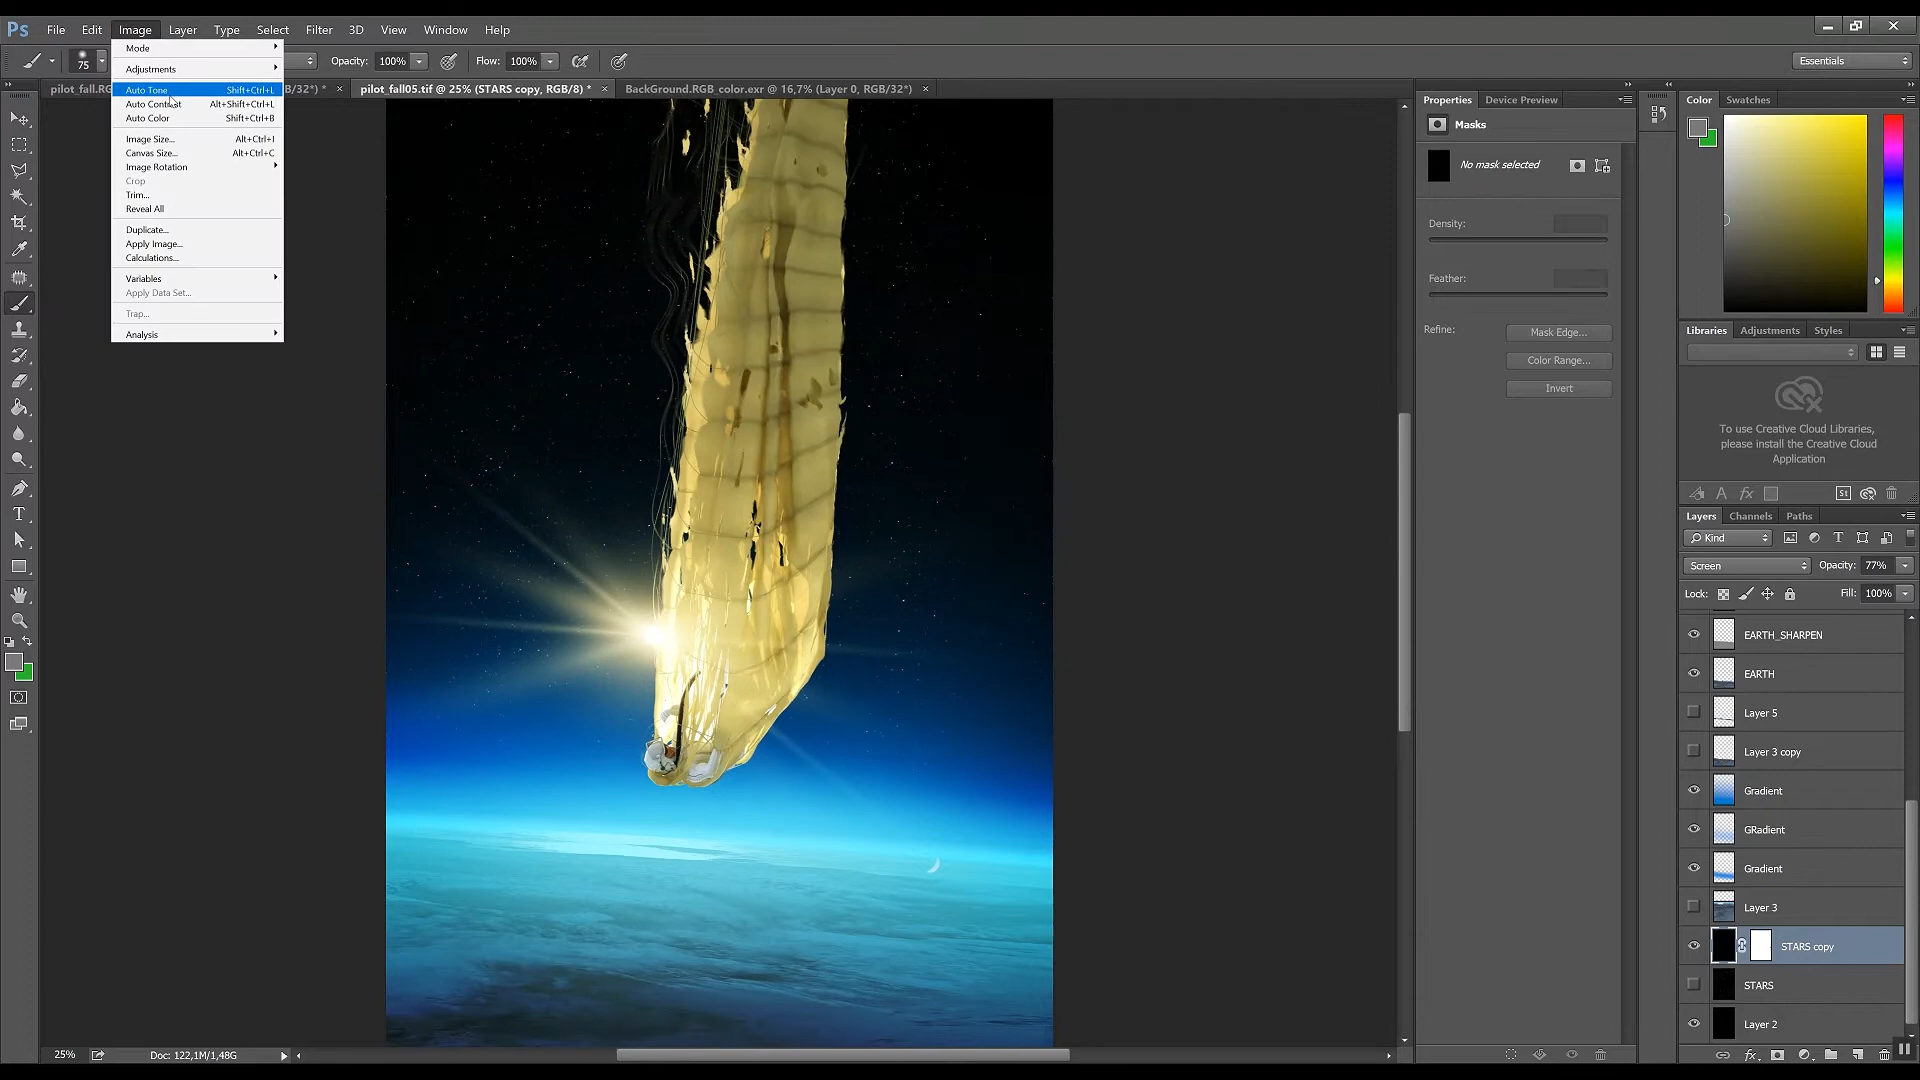 Ps File Edit Image Layer Type Select Filter 3D View Window Help
75 Opacity: 100% Flow: 100% Essentials
pilot_fall.RG B/32*) * × pilot_fall05.tif @ 25% (STARS copy, RGB/8) * × BackGround.RGB_color.exr @ 16,7% (Layer 0, RGB/32*) ×
Mode
Adjustments
Auto Tone Shift+Ctrl+L
Auto Contrast Alt+Shift+Ctrl+L
Auto Color Shift+Ctrl+B
Image Size... Alt+Ctrl+I
Canvas Size... Alt+Ctrl+C
Image Rotation
Crop
Trim...
Reveal All
Duplicate...
Apply Image...
Calculations...
Variables
Apply Data Set...
Trap...
Analysis
Properties Device Preview
Masks
No mask selected
Density:
Feather:
Refine: Mask Edge...
Color Range...
Invert
Color Swatches
Libraries Adjustments Styles
To use Creative Cloud Libraries,
please install the Creative Cloud
Application
St
Layers Channels Paths
Kind
Screen Opacity: 77%
Lock: Fill: 100%
EARTH_SHARPEN
EARTH
Layer 5
Layer 3 copy
Gradient
GRadient
Gradient
Layer 3
STARS copy
STARS
Layer 2
25% Doc: 122,1M/1,48G